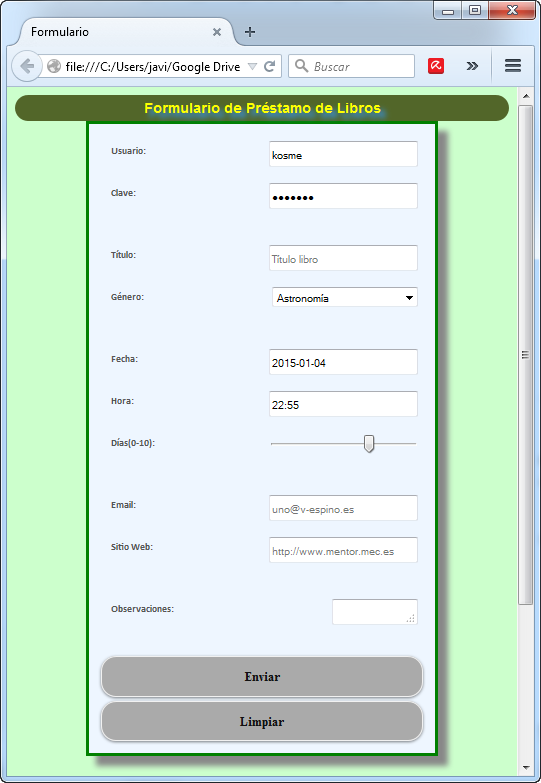 Formulario
file:///C:/Users/javi/Google Drive
Buscar
Formulario de Préstamo de Libros
Usuario: kosme
Clave: •••••••
Título: Título libro
Género: Astronomía
Fecha: 2015-01-04
Hora: 22:55
Días(0-10):
Email: uno@v-espino.es
Sitio Web: http://www.mentor.mec.es
Observaciones:
Enviar
Limpiar